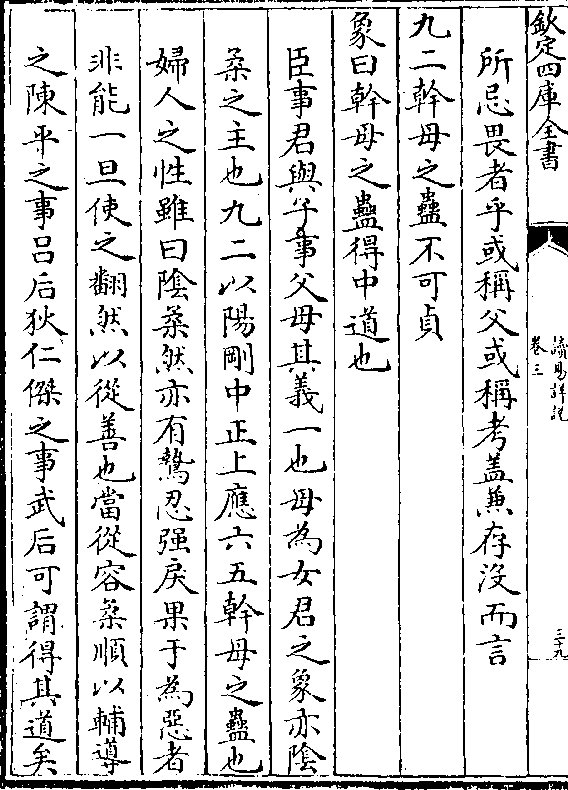 欽定四庫全書
讀易詳說
卷三
三十九
所忌畏者乎或稱父或稱考蓋兼存沒而言
九二幹母之蠱不可貞
象曰幹母之蠱得中道也
臣事君與子事父母其義一也母為女君之象亦陰
柔之主也九二以陽剛中正上應六五幹母之蠱也
婦人之性雖曰陰柔然亦有鷙忍强戾果于為惡者
非能一旦使之翻然以從善也當從容柔順以輔導
之陳平之事吕后狄仁傑之事武后可謂得其道矣